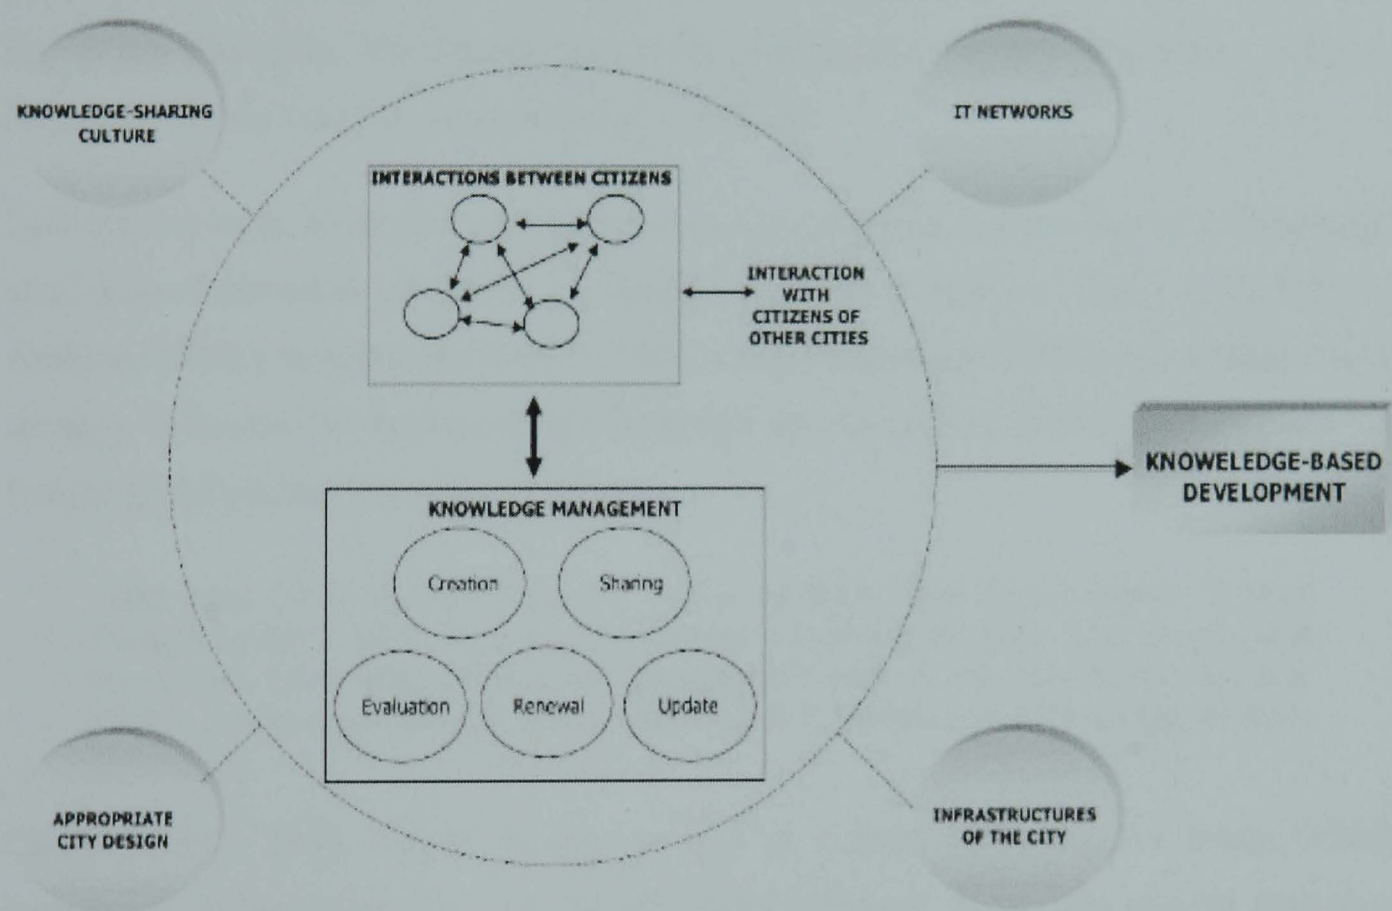 KNOWLEDGE-SHARING
CULTURE
IT NETWORKS
INTERACTIONS BETWEEN CITIZENS
INTERACTION
WITH
CITIZENS OF
OTHER CITIES
KNOWELEDGE-BASED
DEVELOPMENT
KNOWLEDGE MANAGEMENT
Creation
Sharing
Evaluation
Renewal
Update
APPROPRIATE
CITY DESIGN
INFRASTRUCTURES
OF THE CITY